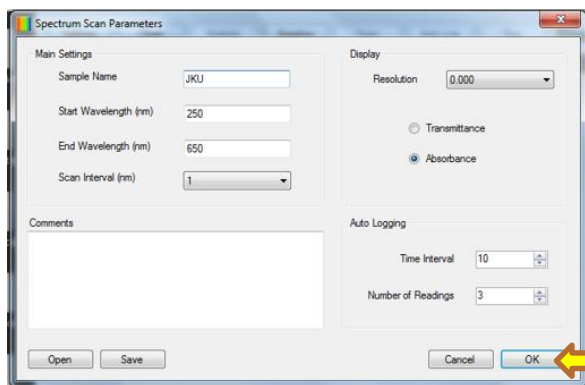 Spectrum Scan Parameters
Main Settings
Sample Name JKU
Start Wavelength (nm) 250
End Wavelength (nm) 650
Scan Interval (nm) 1
Display
Resolution 0.000
Transmittance
Absorbance
Comments
Auto Logging
Time Interval 10
Number of Readings 3
Open Save Cancel OK